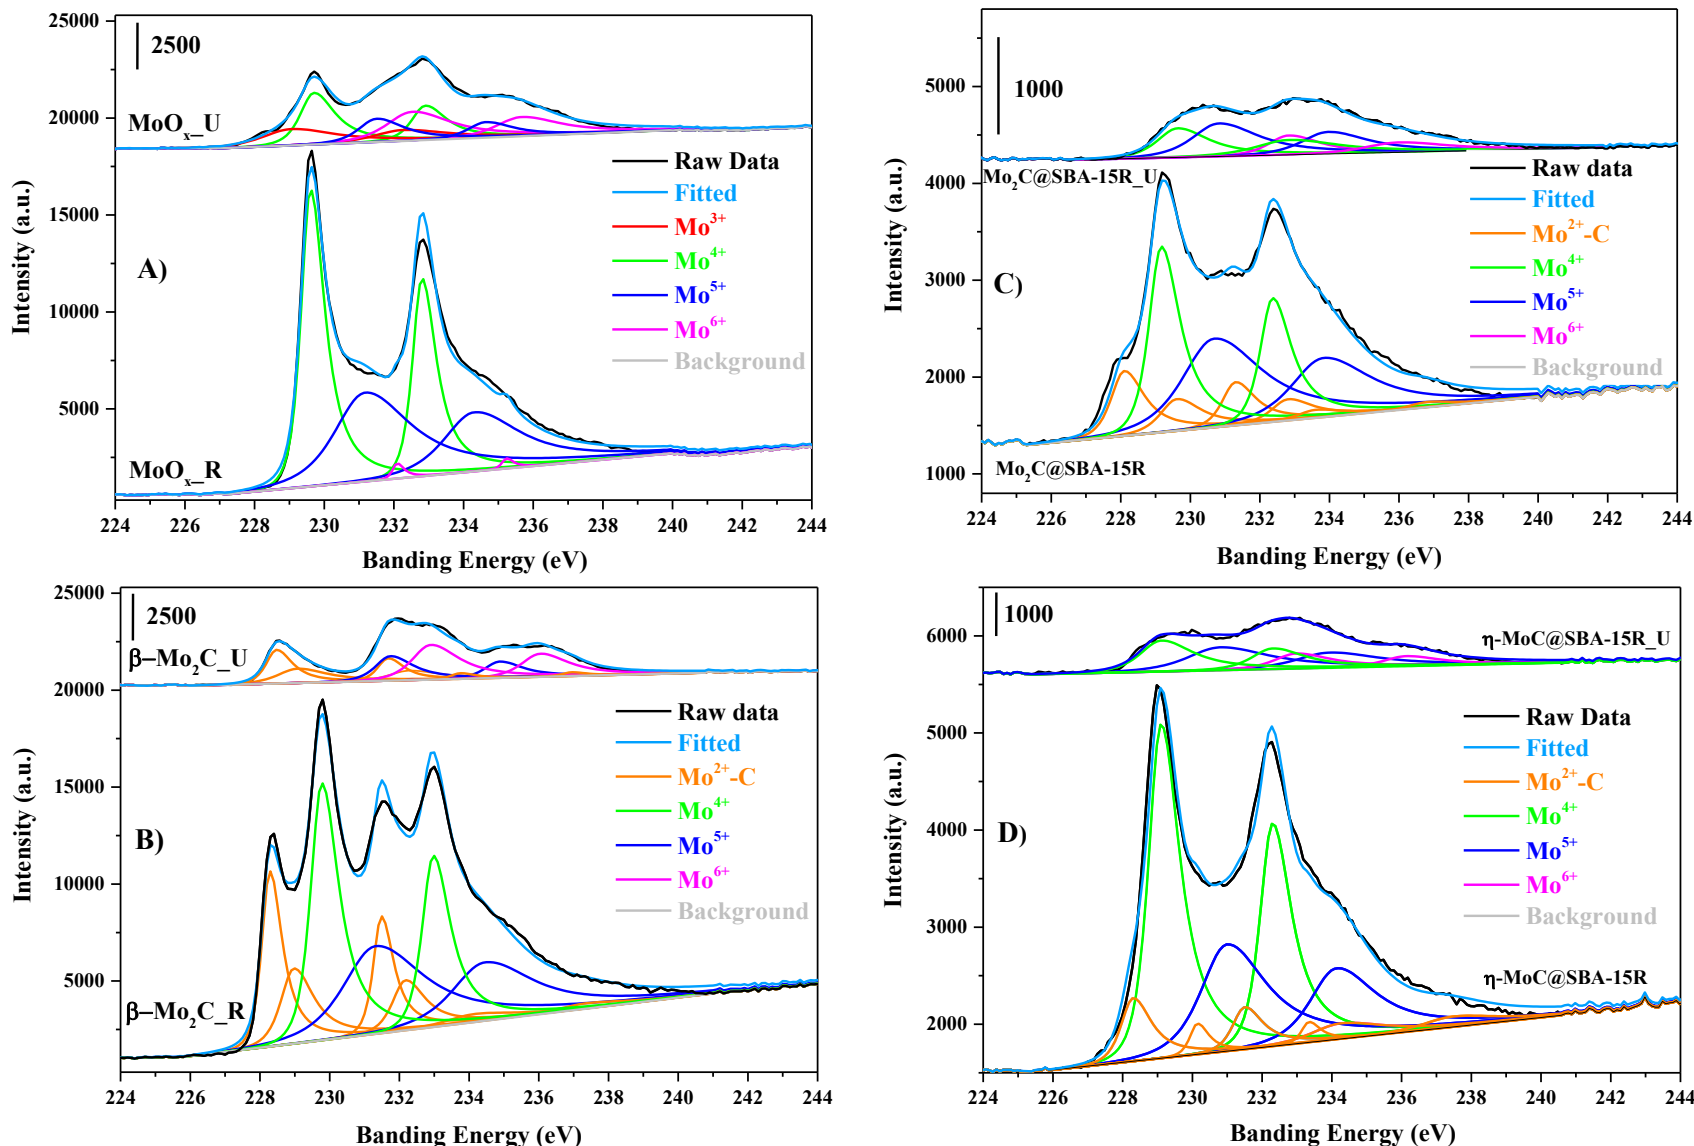 25000
20000
15000
10000
5000
Intensity (a.u.)
2500
MoOₓ_U
Raw Data
Fitted
Mo³⁺
Mo⁴⁺
Mo⁵⁺
Mo⁶⁺
Background
A)
MoOₓ_R
224 226 228 230 232 234 236 238 240 242 244
Banding Energy (eV)
5000
4000
3000
2000
1000
Intensity (a.u.)
1000
Mo₂C@SBA-15R_U
Raw data
Fitted
Mo²⁺-C
Mo⁴⁺
Mo⁵⁺
Mo⁶⁺
Background
C)
Mo₂C@SBA-15R
224 226 228 230 232 234 236 238 240 242 244
Banding Energy (eV)
25000
20000
15000
10000
5000
Intensity (a.u.)
2500
β–Mo₂C_U
Raw data
Fitted
Mo²⁺-C
Mo⁴⁺
Mo⁵⁺
Mo⁶⁺
Background
B)
β–Mo₂C_R
224 226 228 230 232 234 236 238 240 242 244
Banding Energy (eV)
6000
5000
4000
3000
2000
Intensity (a.u.)
1000
η-MoC@SBA-15R_U
Raw Data
Fitted
Mo²⁺-C
Mo⁴⁺
Mo⁵⁺
Mo⁶⁺
Background
D)
η-MoC@SBA-15R
224 226 228 230 232 234 236 238 240 242 244
Banding Energy (eV)